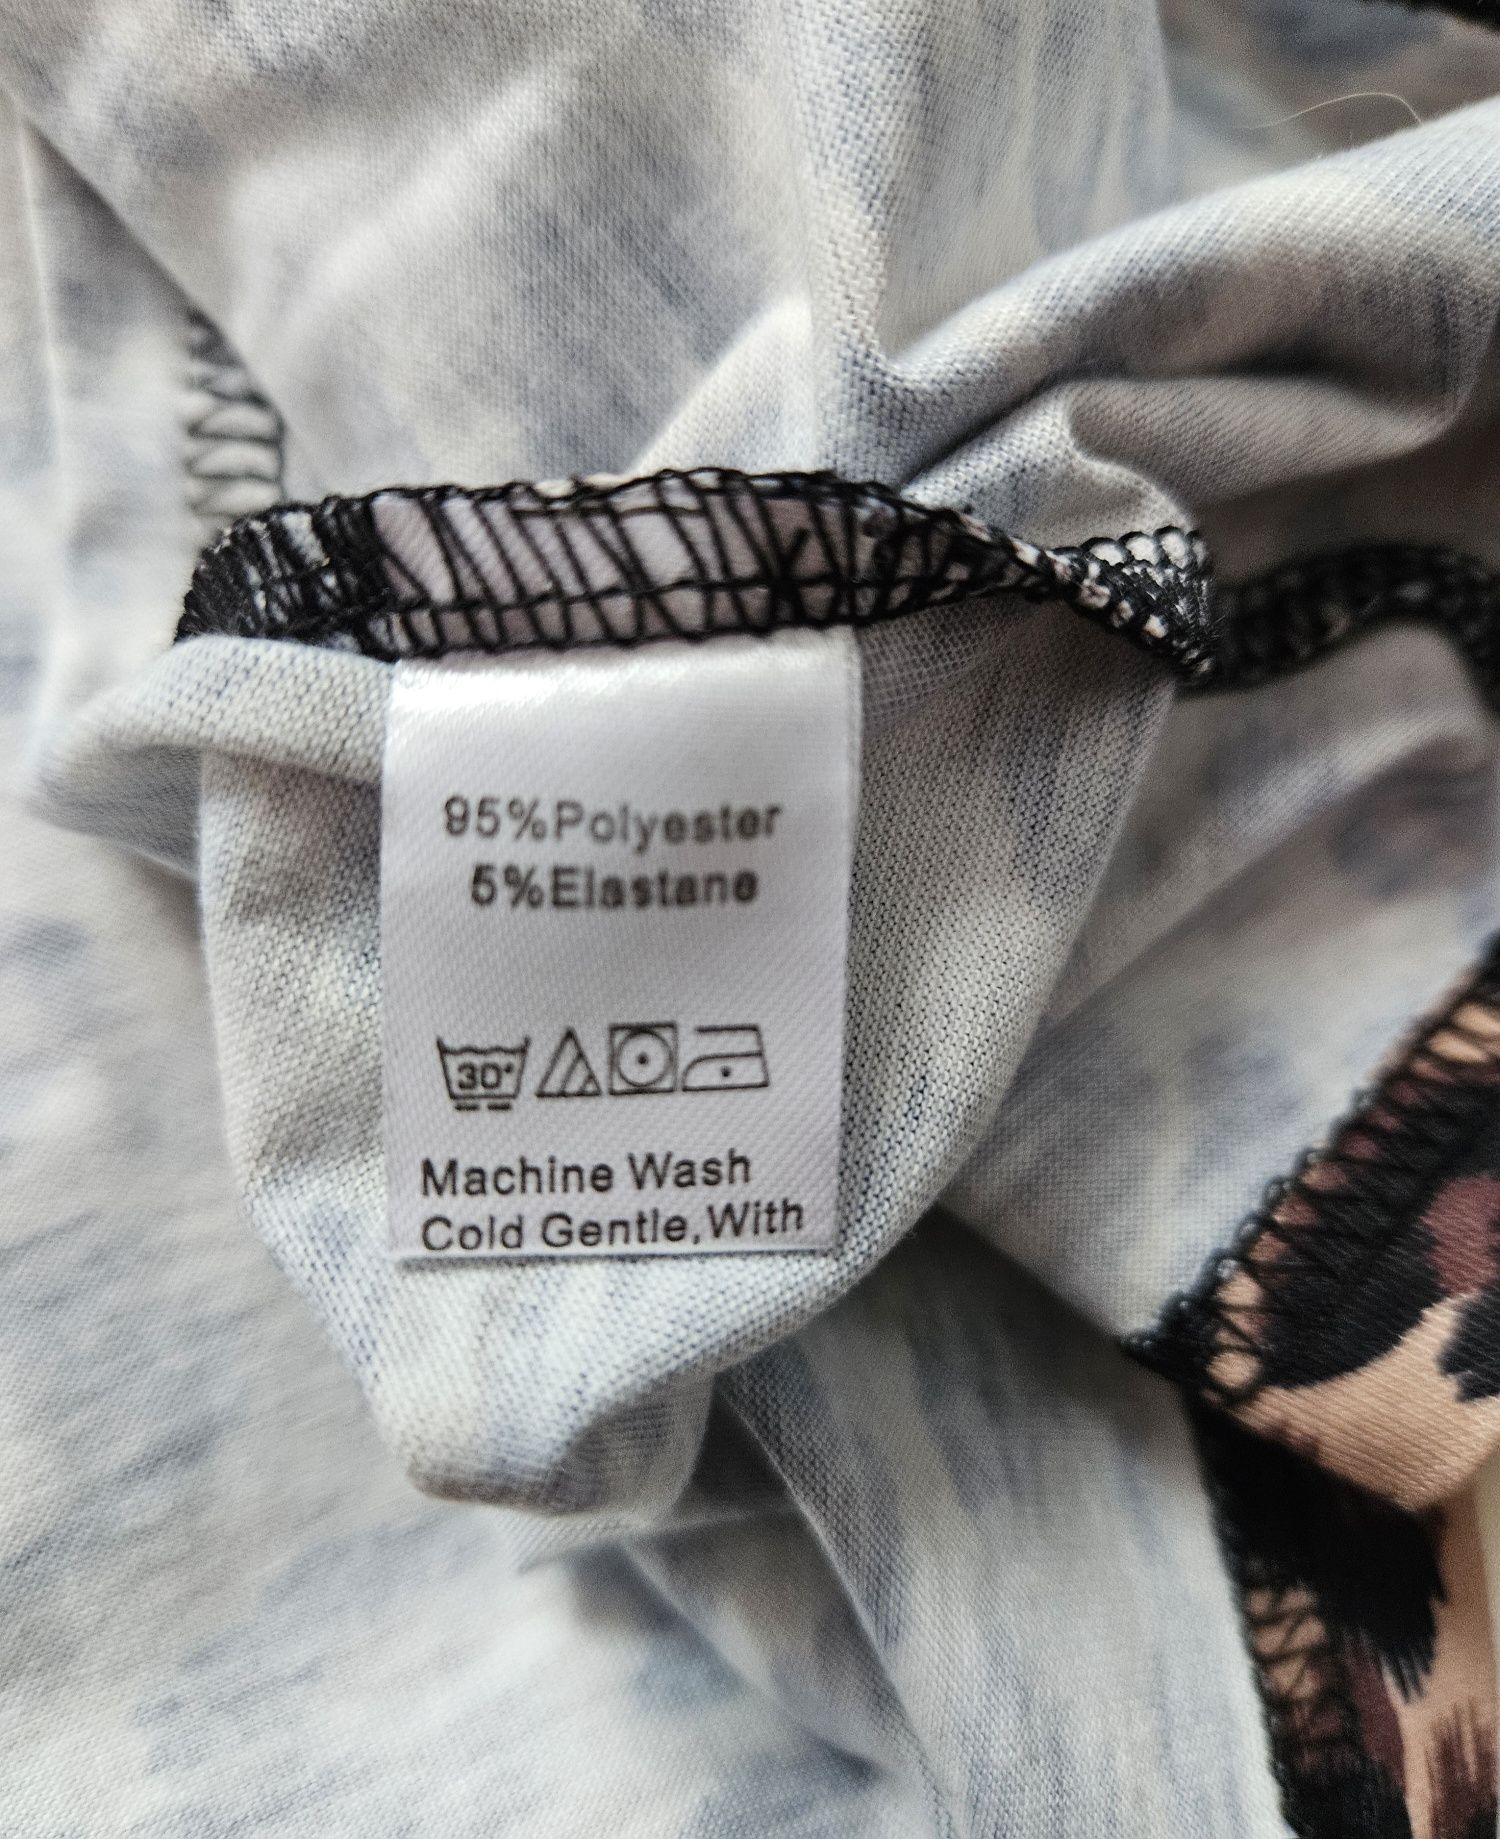 95%Polyester
5%Elastane
30°
Machine Wash
Cold Gentle,With